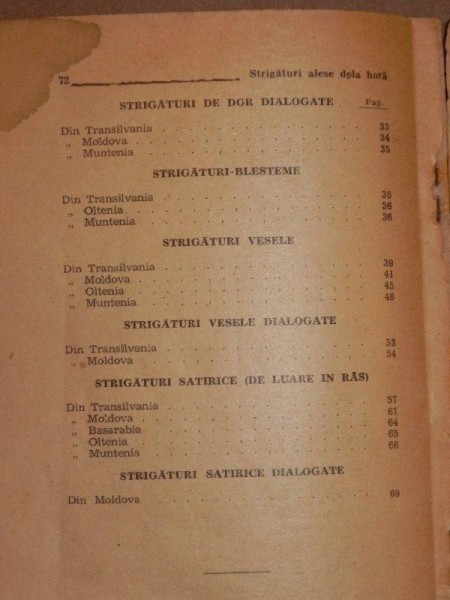 72 Strigături alese dela horă
STRIGĂTURI DE DOR DIALOGATE Pag.
Din Transilvania . . . . . . . . . . . 33
„ Moldova . . . . . . . . . . . 34
„ Muntenia . . . . . . . . . . . 35
STRIGĂTURI-BLESTEME
Din Transilvania . . . . . . . . . . . 35
„ Oltenia . . . . . . . . . . . 36
„ Muntenia . . . . . . . . . . . 36
STRIGĂTURI VESELE
Din Transilvania . . . . . . . . . . . 39
„ Moldova . . . . . . . . . . . 41
„ Oltenia . . . . . . . . . . . 45
„ Muntenia . . . . . . . . . . . 48
STRIGĂTURI VESELE DIALOGATE
Din Transilvania . . . . . . . . . . . 53
„ Moldova . . . . . . . . . . . 54
STRIGĂTURI SATIRICE (DE LUARE IN RÂS)
Din Transilvania . . . . . . . . . . . 57
„ Moldova . . . . . . . . . . . 61
„ Basarabia . . . . . . . . . . . 64
„ Oltenia . . . . . . . . . . . 65
„ Muntenia . . . . . . . . . . . 66
STRIGĂTURI SATIRICE DIALOGATE
Din Moldova . . . . . . . . . . . 69